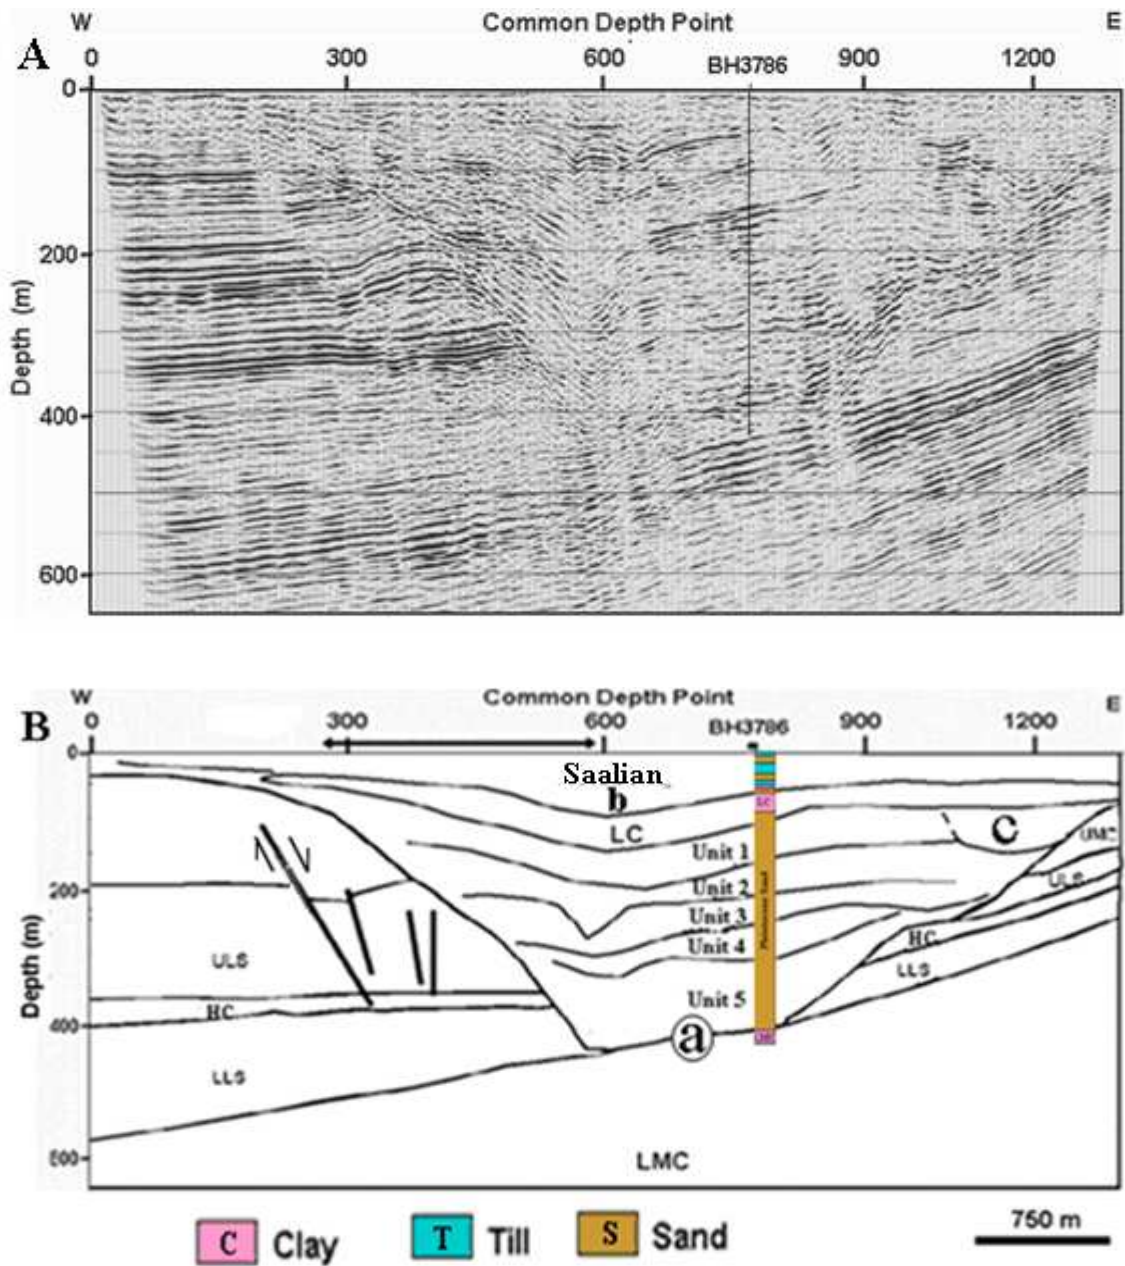 W Common Depth Point E
A 0 300 600 BH3786 900 1200
0
200
400
600
Depth (m)
W Common Depth Point E
B 0 300 600 BH3786 900 1200
0
200
400
Depth (m)
Saalian
b
LC
LC
Unit 1
Unit 2
Unit 3
Unit 4
Unit 5
c
UMC
ULS
HC
LLS
ULS
HC
LLS
a
LMC
C Clay T Till S Sand 750 m